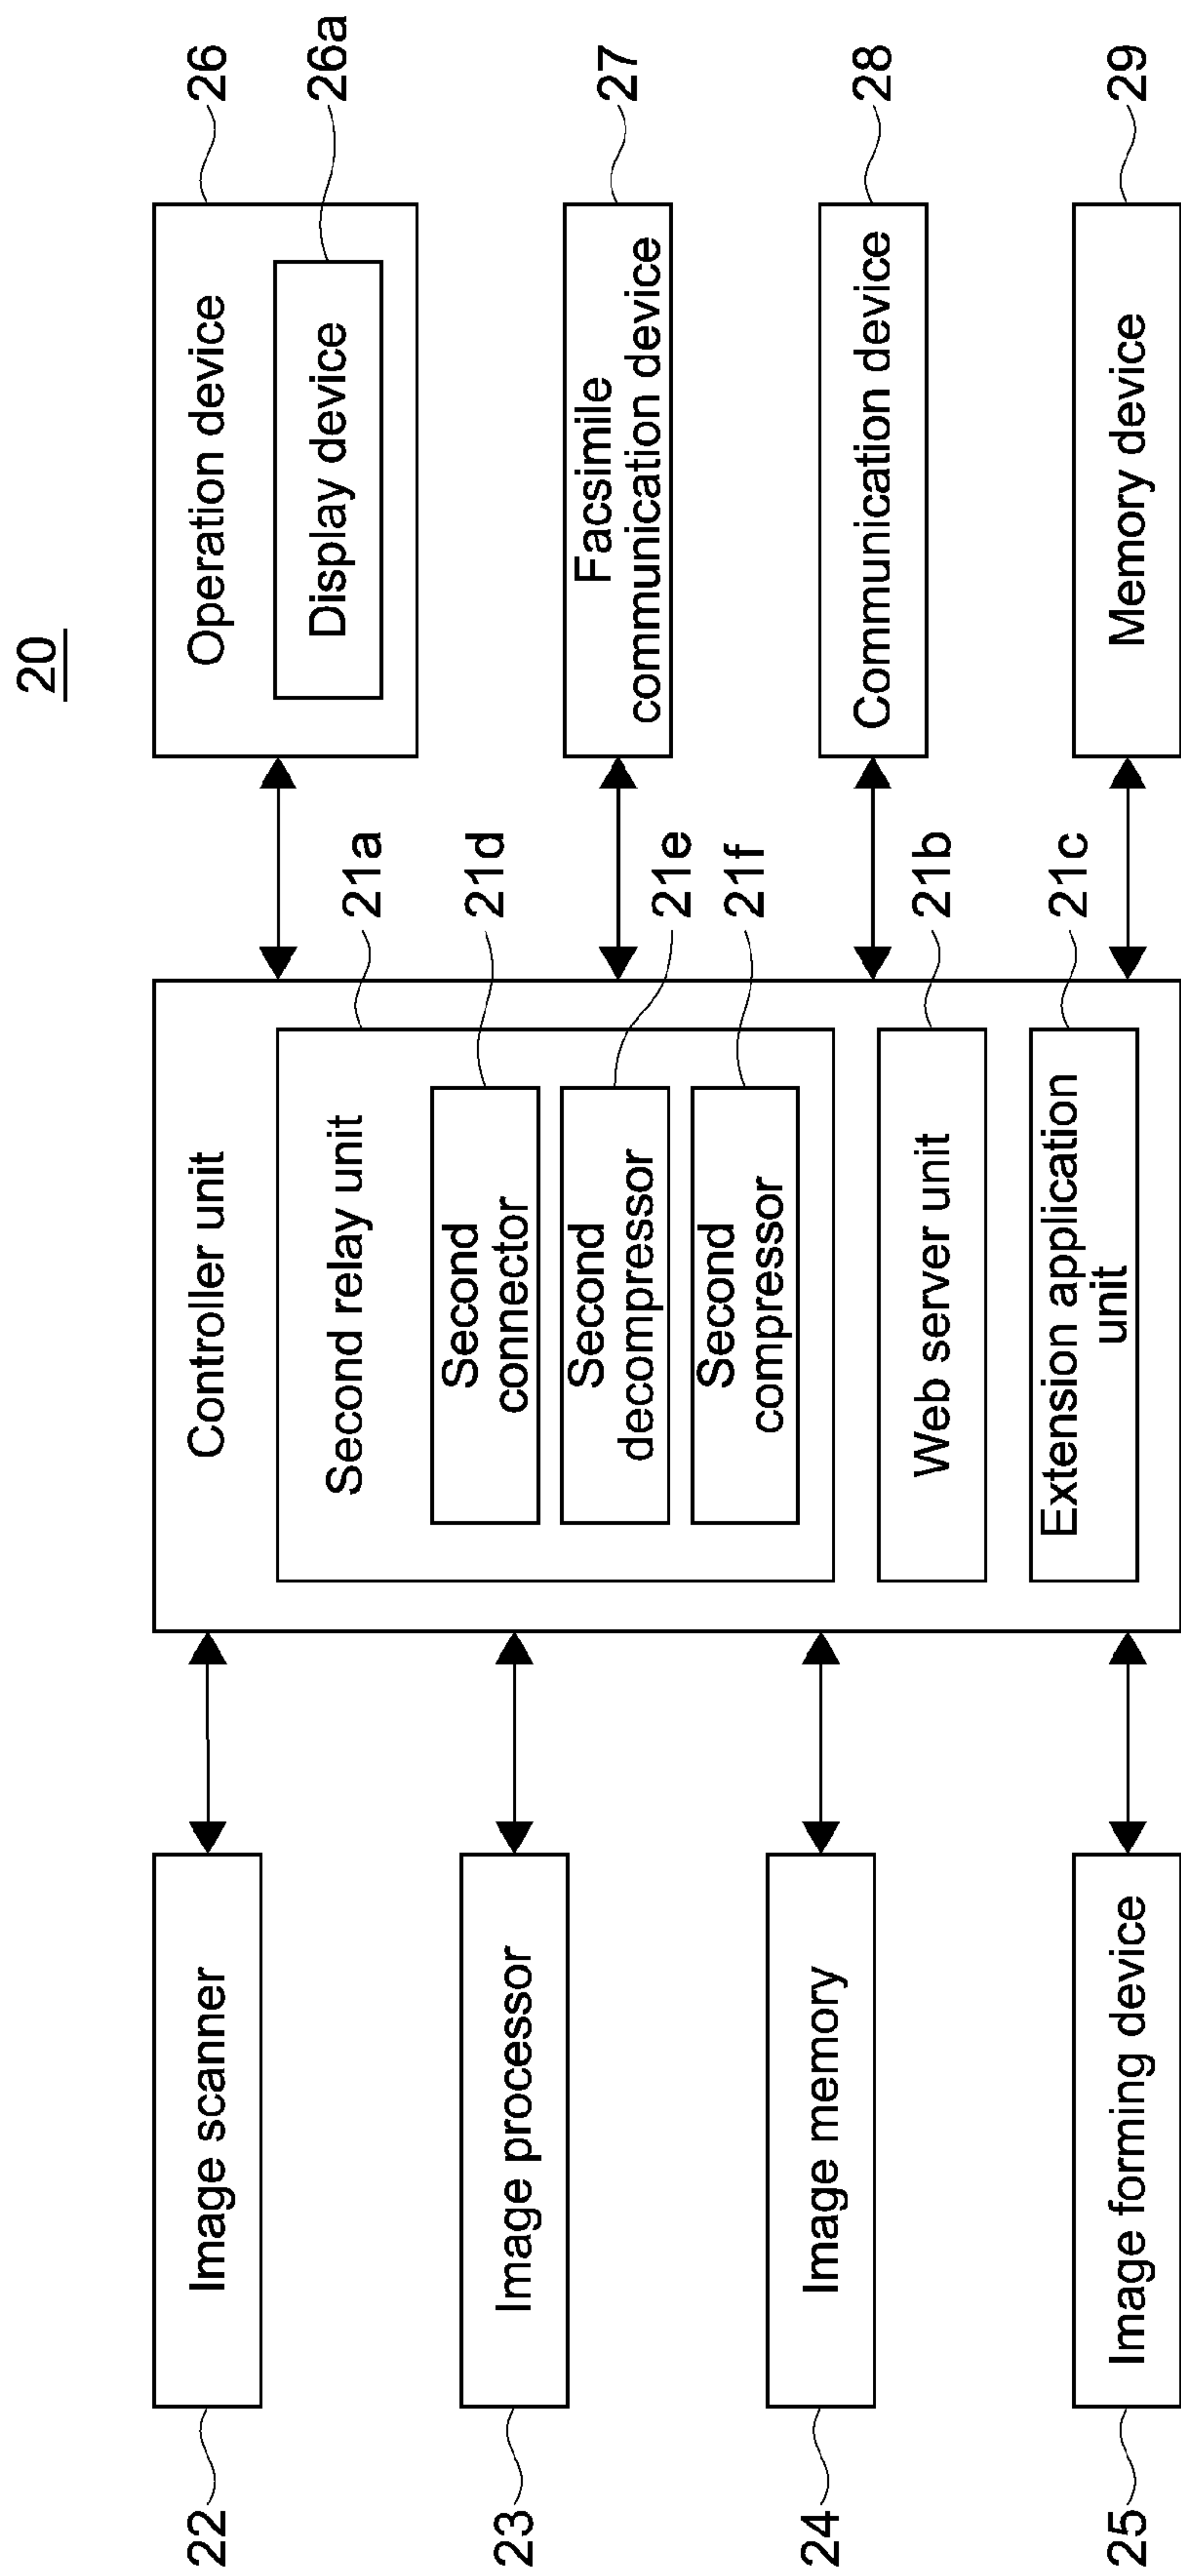 20
22
Image scanner
23
Image processor
24
Image memory
25
Image forming device
Controller unit
Second relay unit
21a
Second
connector
21d
Second
decompressor
21e
Second
compressor
21f
Web server unit
21b
Extension application
unit
21c
Operation device
26
Display device
26a
Facsimile
communication device
27
Communication device
28
Memory device
29